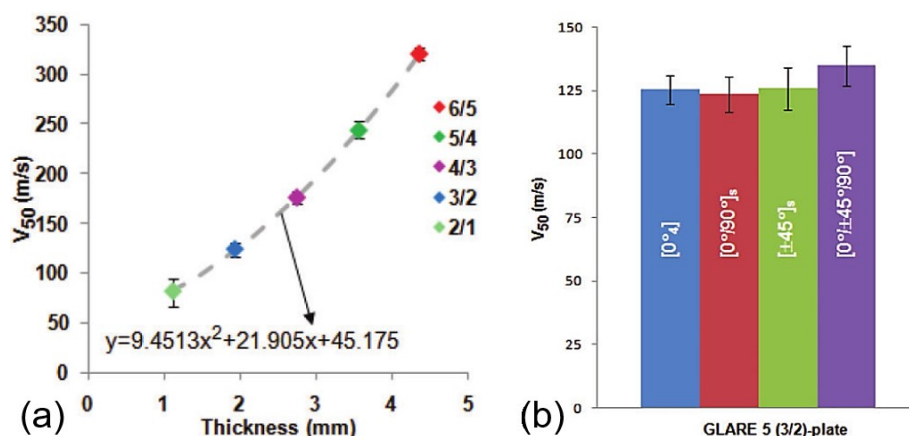 350
300
250
200
150
100
50
0
V50 (m/s)
6/5
5/4
4/3
3/2
2/1
y=9.4513x²+21.905x+45.175
0 1 2 3 4 5
Thickness (mm)
(a)
150
125
100
75
50
25
0
V50 (m/s)
[0°4]
[0°/90°]s
[±45°]s
[0°/±45°/90°]
GLARE 5 (3/2)-plate
(b)